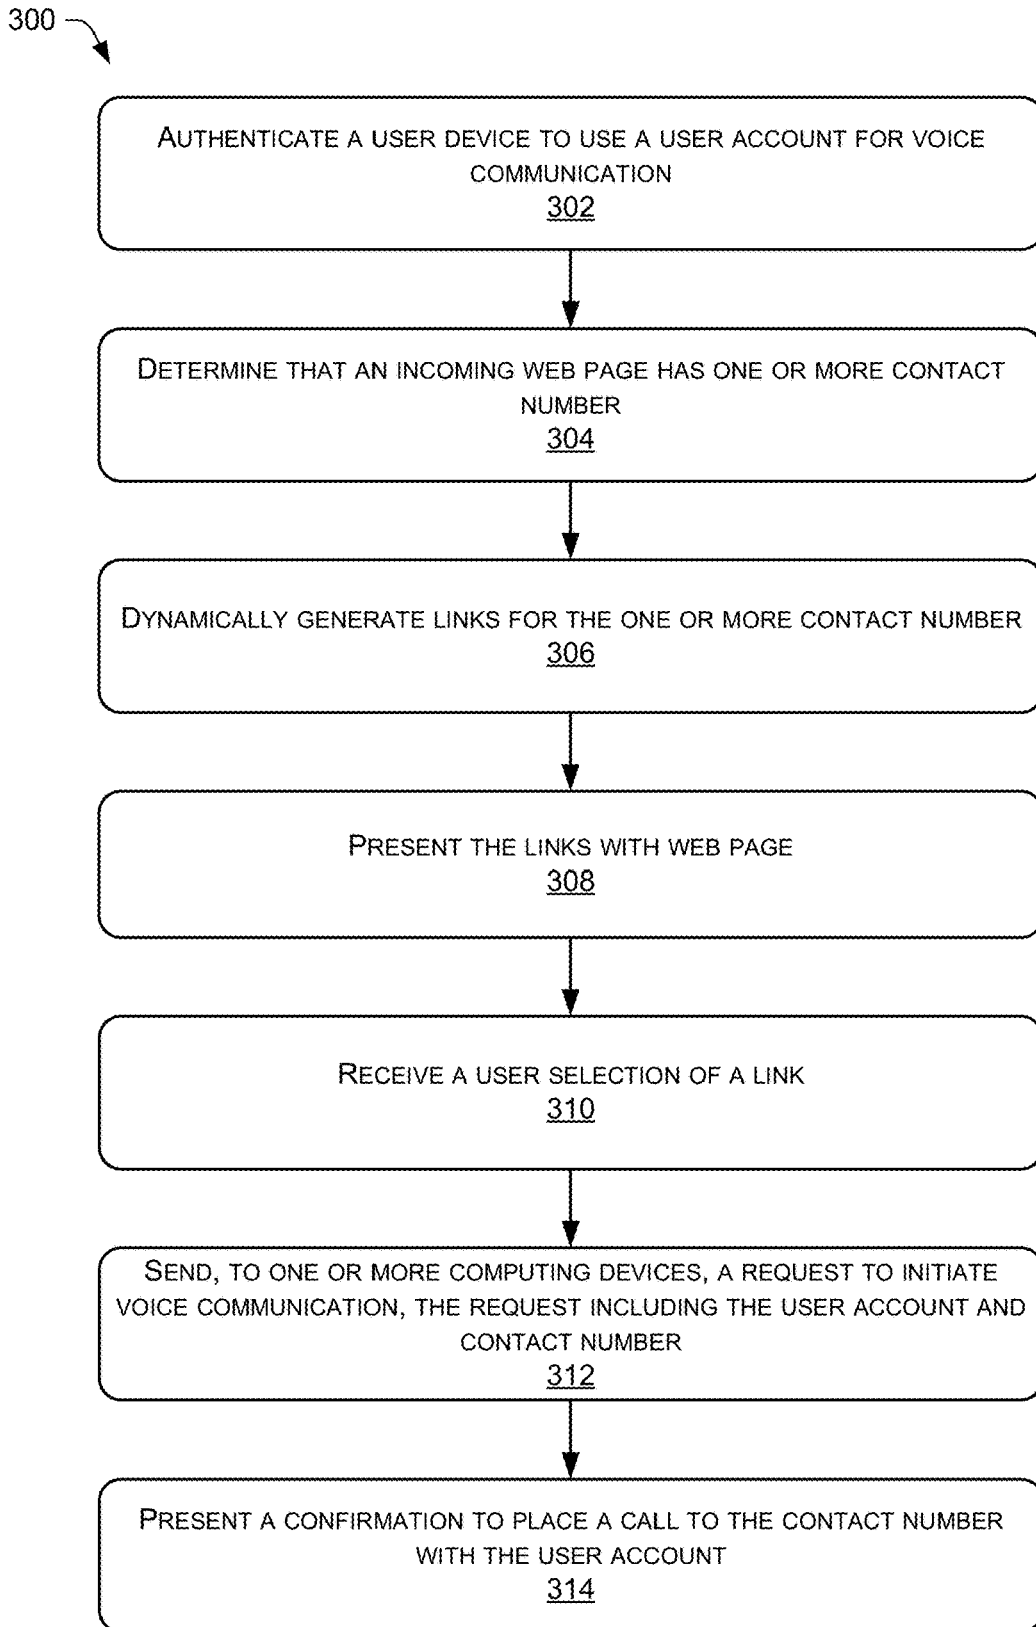 300
AUTHENTICATE A USER DEVICE TO USE A USER ACCOUNT FOR VOICE
COMMUNICATION
302
DETERMINE THAT AN INCOMING WEB PAGE HAS ONE OR MORE CONTACT
NUMBER
304
DYNAMICALLY GENERATE LINKS FOR THE ONE OR MORE CONTACT NUMBER
306
PRESENT THE LINKS WITH WEB PAGE
308
RECEIVE A USER SELECTION OF A LINK
310
SEND, TO ONE OR MORE COMPUTING DEVICES, A REQUEST TO INITIATE
VOICE COMMUNICATION, THE REQUEST INCLUDING THE USER ACCOUNT AND
CONTACT NUMBER
312
PRESENT A CONFIRMATION TO PLACE A CALL TO THE CONTACT NUMBER
WITH THE USER ACCOUNT
314